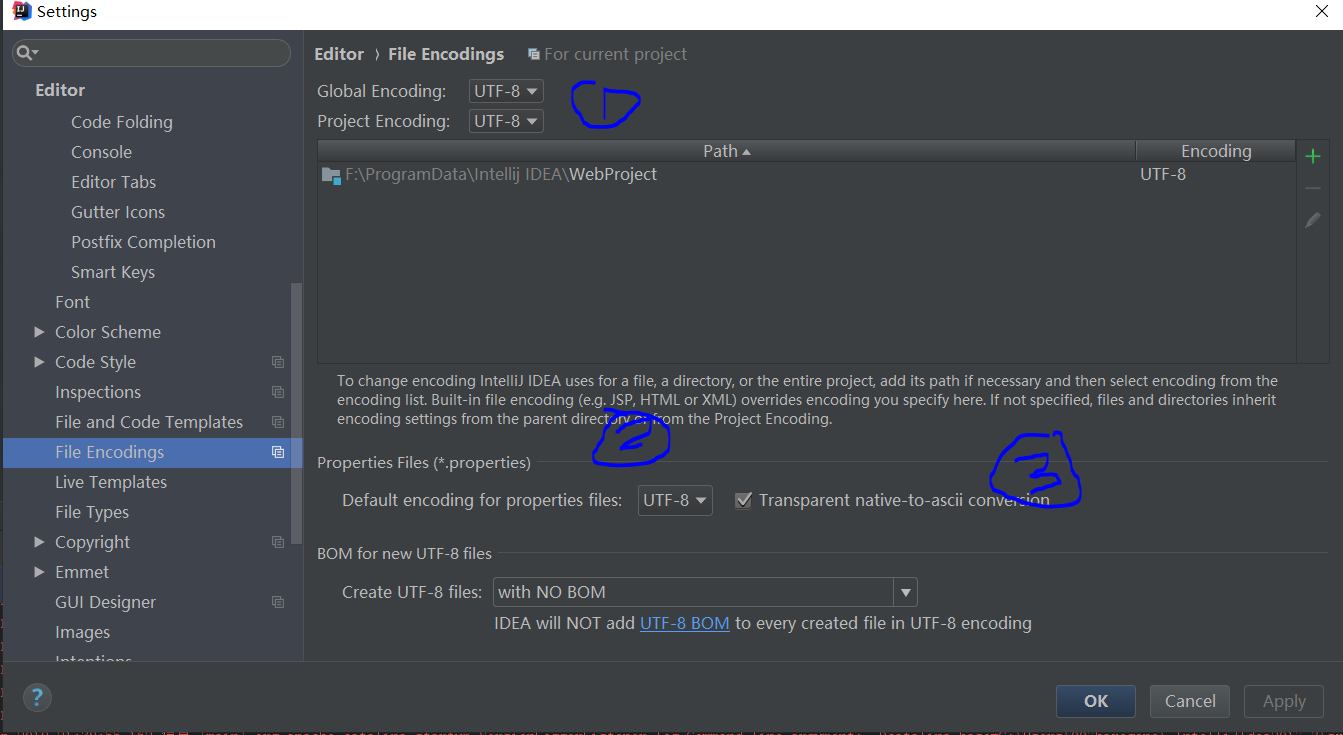 Settings
Editor
Code Folding
Console
Editor Tabs
Gutter Icons
Postfix Completion
Smart Keys
Font
Color Scheme
Code Style
Inspections
File and Code Templates
File Encodings
Live Templates
File Types
Copyright
Emmet
GUI Designer
Images
Intentions
Editor › File Encodings For current project
Global Encoding: UTF-8
1
Project Encoding: UTF-8
Path Encoding
F:\ProgramData\Intellij IDEA\WebProject UTF-8
To change encoding IntelliJ IDEA uses for a file, a directory, or the entire project, add its path if necessary and then select encoding from the
encoding list. Built-in file encoding (e.g. JSP, HTML or XML) overrides encoding you specify here. If not specified, files and directories inherit
encoding settings from the parent directory or from the Project Encoding.
2
3
Properties Files (*.properties)
Default encoding for properties files: UTF-8 Transparent native-to-ascii conversion
BOM for new UTF-8 files
Create UTF-8 files: with NO BOM
IDEA will NOT add UTF-8 BOM to every created file in UTF-8 encoding
?
OK Cancel Apply